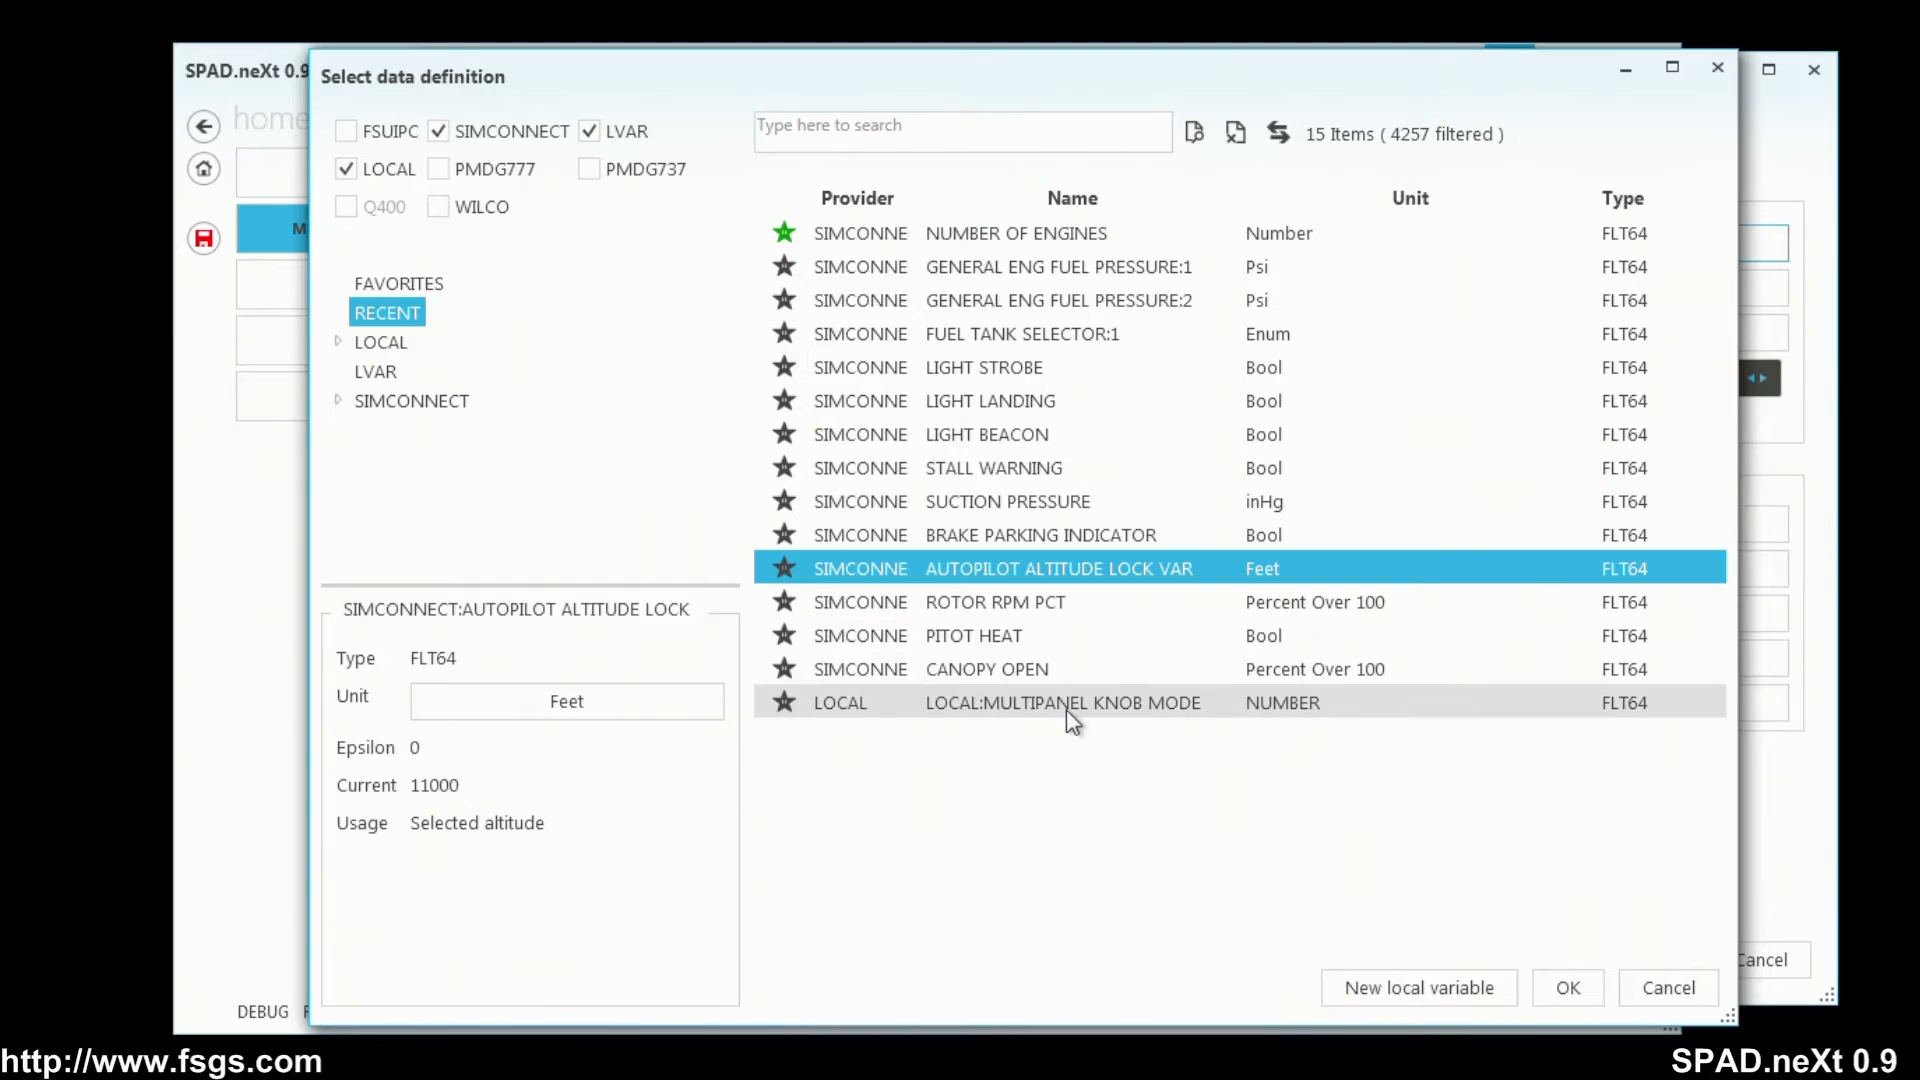 SPAD.neXt 0.9
Select data definition
home
FSUIPC
SIMCONNECT
LVAR
LOCAL
PMDG777
PMDG737
Q400
WILCO
Type here to search
15 Items ( 4257 filtered )
M
FAVORITES
RECENT
LOCAL
LVAR
SIMCONNECT
Provider Name Unit Type
SIMCONNE NUMBER OF ENGINES Number FLT64
SIMCONNE GENERAL ENG FUEL PRESSURE:1 Psi FLT64
SIMCONNE GENERAL ENG FUEL PRESSURE:2 Psi FLT64
SIMCONNE FUEL TANK SELECTOR:1 Enum FLT64
SIMCONNE LIGHT STROBE Bool FLT64
SIMCONNE LIGHT LANDING Bool FLT64
SIMCONNE LIGHT BEACON Bool FLT64
SIMCONNE STALL WARNING Bool FLT64
SIMCONNE SUCTION PRESSURE inHg FLT64
SIMCONNE BRAKE PARKING INDICATOR Bool FLT64
SIMCONNE AUTOPILOT ALTITUDE LOCK VAR Feet FLT64
SIMCONNE ROTOR RPM PCT Percent Over 100 FLT64
SIMCONNE PITOT HEAT Bool FLT64
SIMCONNE CANOPY OPEN Percent Over 100 FLT64
LOCAL LOCAL:MULTIPANEL KNOB MODE NUMBER FLT64
SIMCONNECT:AUTOPILOT ALTITUDE LOCK
Type FLT64
Unit Feet
Epsilon 0
Current 11000
Usage Selected altitude
New local variable
OK
Cancel
Cancel
DEBUG
http://www.fsgs.com
SPAD.neXt 0.9